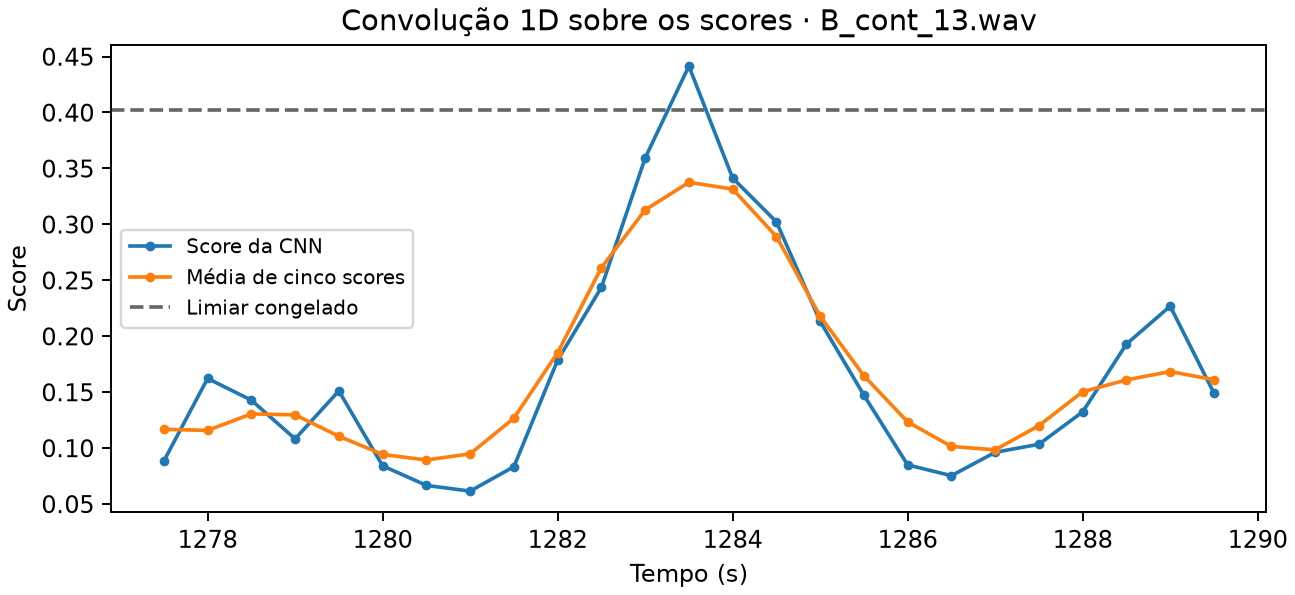 Convolução 1D sobre os scores · B_cont_13.wav
0.45
0.40
0.35
0.30
0.25
0.20
0.15
0.10
0.05
Score
Score da CNN
Média de cinco scores
Limiar congelado
1278 1280 1282 1284 1286 1288 1290
Tempo (s)